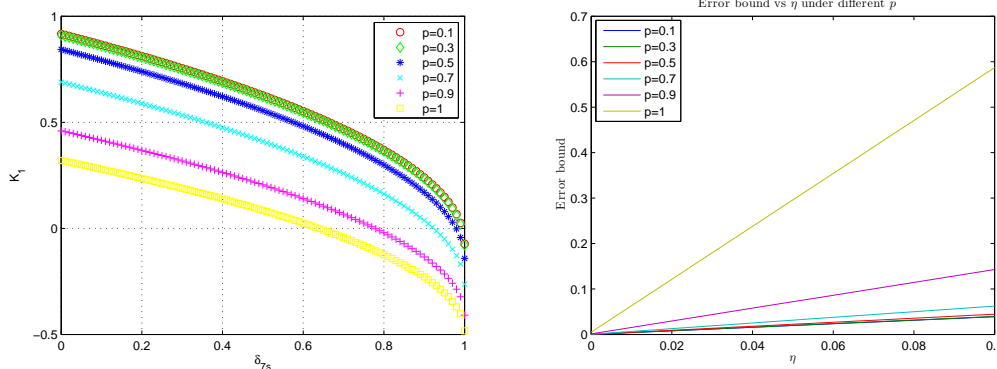 1
0.5
0
−0.5
K1
0
0.2
0.4
0.6
0.8
1
δ7s
p=0.1
p=0.3
p=0.5
p=0.7
p=0.9
p=1
Error bound vs η under different p
0.7
0.6
0.5
0.4
0.3
0.2
0.1
0
Error bound
0
0.02
0.04
0.06
0.08
0.
η
p=0.1
p=0.3
p=0.5
p=0.7
p=0.9
p=1